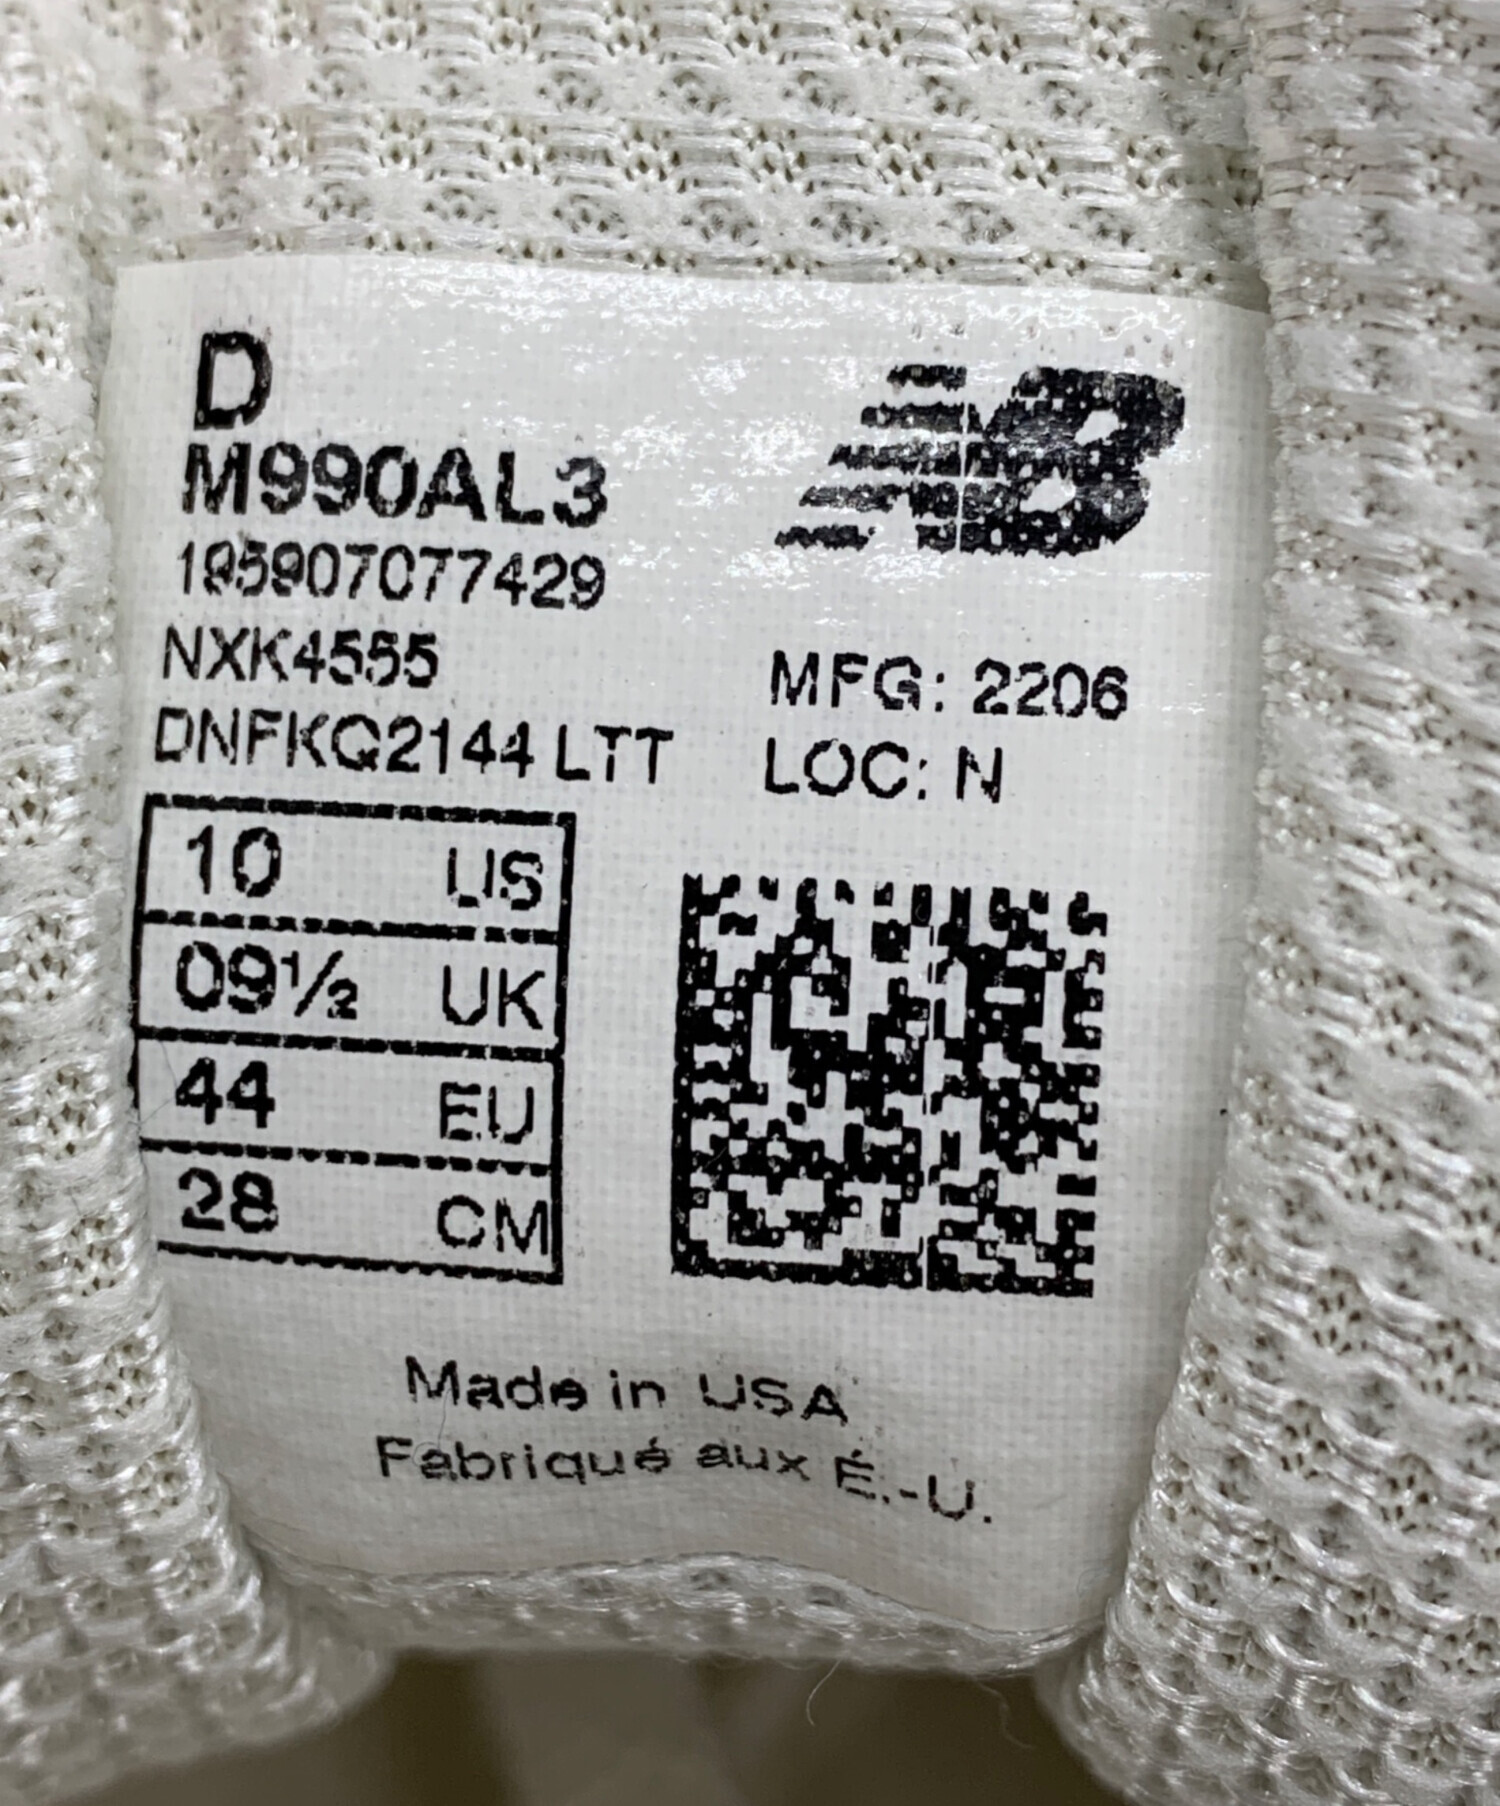 D
M990AL3
195907077429
NXK4555
DNFKQ2144 LTT
NB
MFG: 2206
LOC: N
10 US
09½ UK
44 EU
28 CM
Made in USA
Fabriqué aux É.-U.